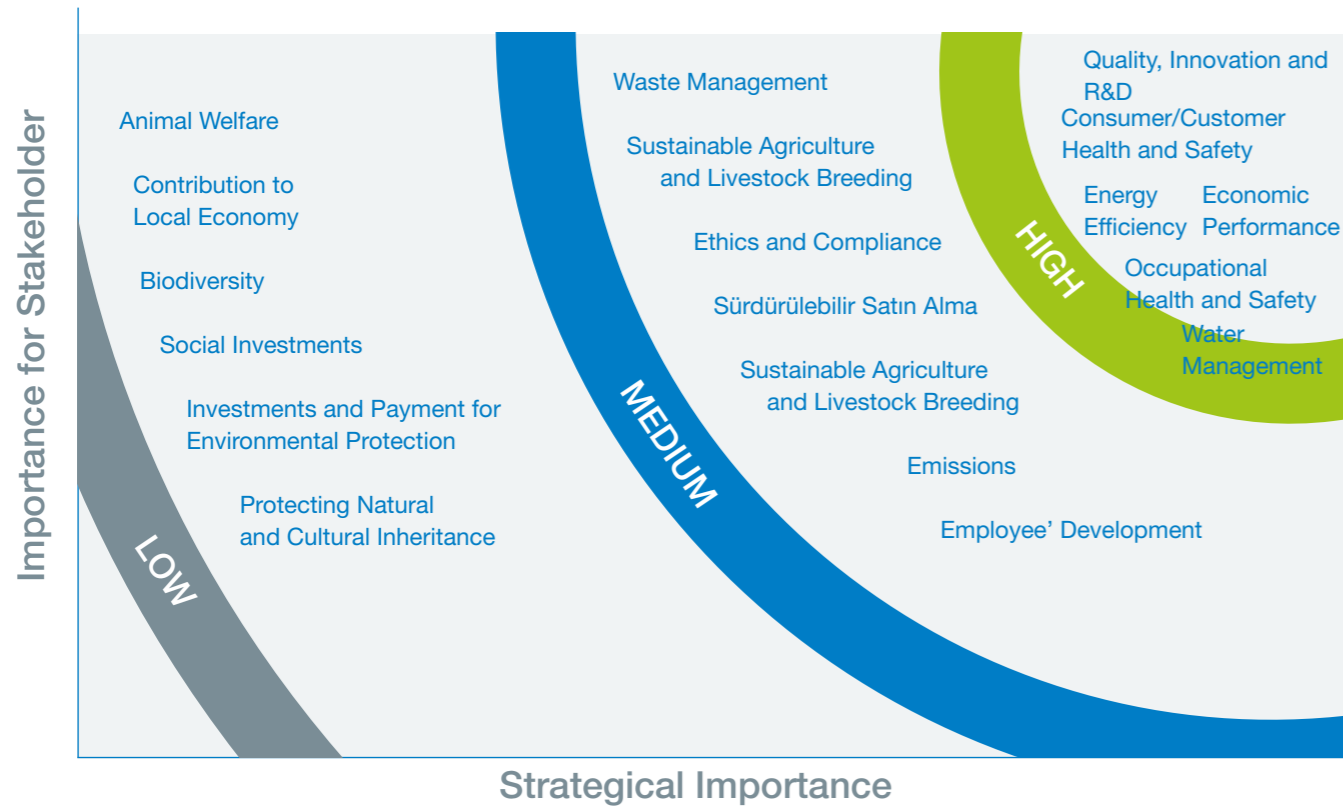 Importance for Stakeholder
Animal Welfare
Contribution to
Local Economy
Biodiversity
Social Investments
Investments and Payment for
Environmental Protection
Protecting Natural
and Cultural Inheritance
LOW
Waste Management
Sustainable Agriculture
and Livestock Breeding
Ethics and Compliance
Sürdürülebilir Satın Alma
Sustainable Agriculture
and Livestock Breeding
Emissions
Employee’ Development
MEDIUM
Quality, Innovation and
R&D
Consumer/Customer
Health and Safety
Energy
Efficiency
Economic
Performance
Occupational
Health and Safety
Water
Management
HIGH
Strategical Importance